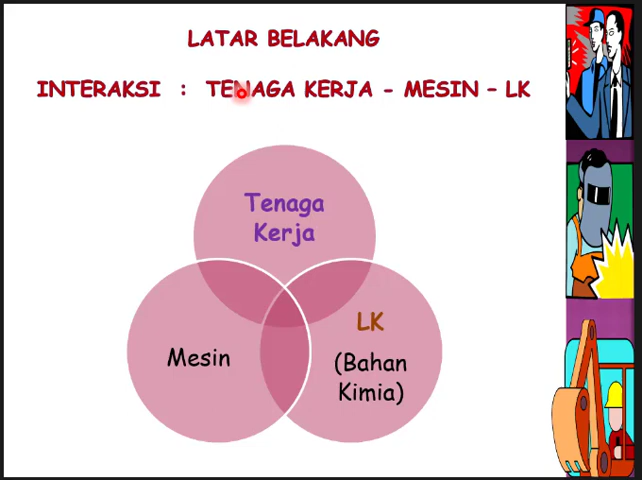 LATAR BELAKANG
INTERAKSI : TENAGA KERJA - MESIN – LK
Tenaga
Kerja
Mesin
LK
(Bahan
Kimia)